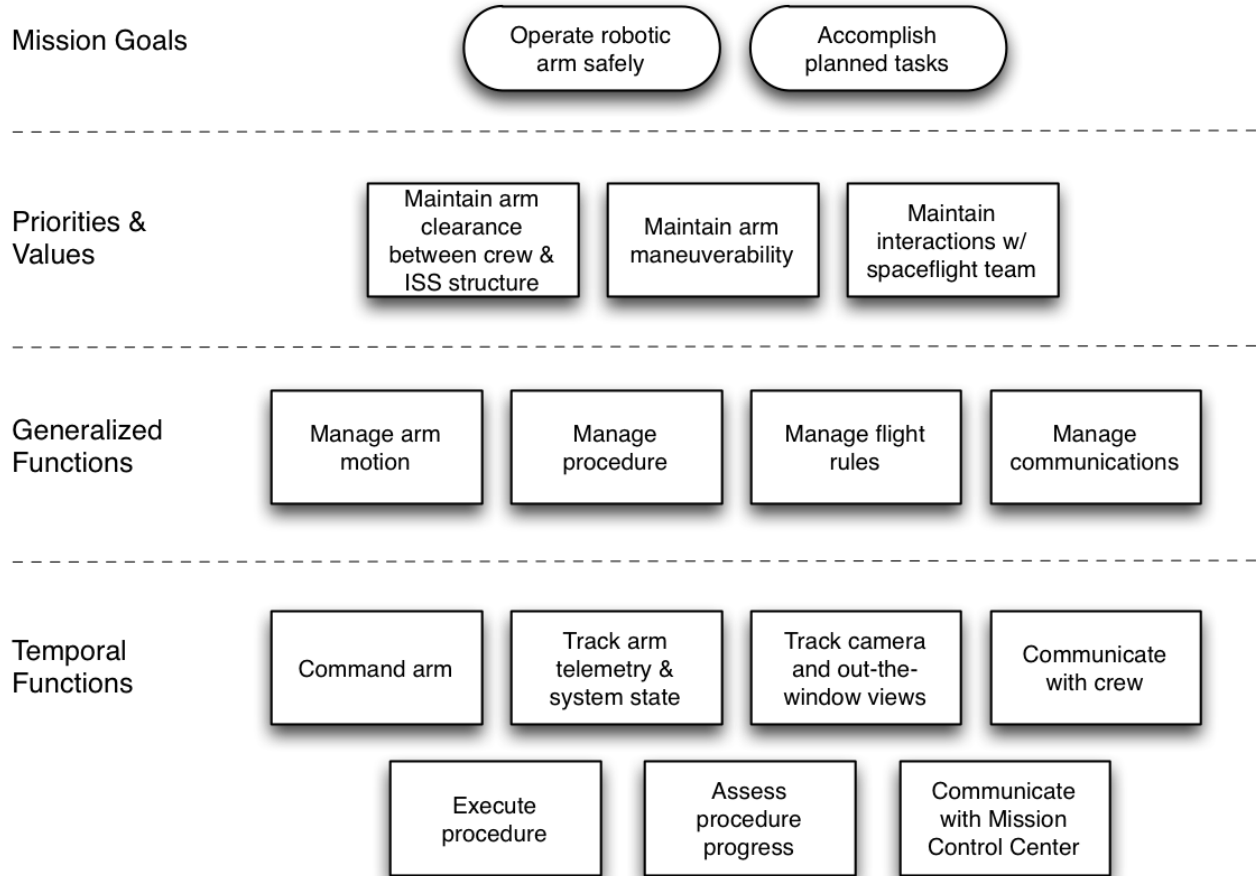 Mission Goals
Operate robotic
arm safely
Accomplish
planned tasks
Priorities &
Values
Maintain arm
clearance
between crew &
ISS structure
Maintain arm
maneuverability
Maintain
interactions w/
spaceflight team
Generalized
Functions
Manage arm
motion
Manage
procedure
Manage flight
rules
Manage
communications
Temporal
Functions
Command arm
Track arm
telemetry &
system state
Track camera
and out-the-
window views
Communicate
with crew
Execute
procedure
Assess
procedure
progress
Communicate
with Mission
Control Center